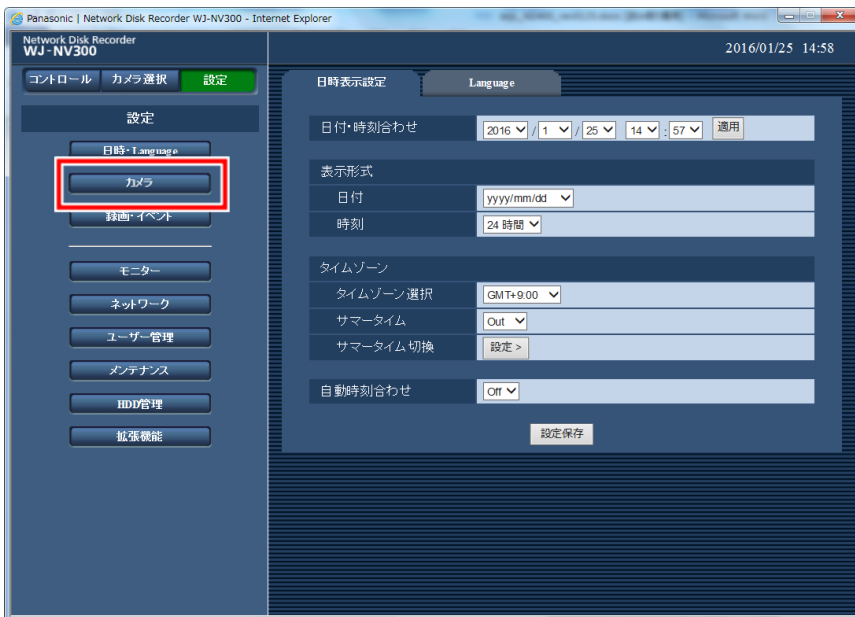 Panasonic | Network Disk Recorder WJ-NV300 - Internet Explorer
Network Disk Recorder
WJ-NV300
2016/01/25 14:58
コントロール カメラ選択 設定
設定
日時・Language
カメラ
録画・イベント
モニター
ネットワーク
ユーザー管理
メンテナンス
HDD管理
拡張機能
日時表示設定 Language
日付・時刻合わせ 2016 / 1 / 25 14 : 57 適用
表示形式
日付 yyyy/mm/dd
時刻 24 時間
タイムゾーン
タイムゾーン選択 GMT+9:00
サマータイム Out
サマータイム切換 設定 >
自動時刻合わせ Off
設定保存